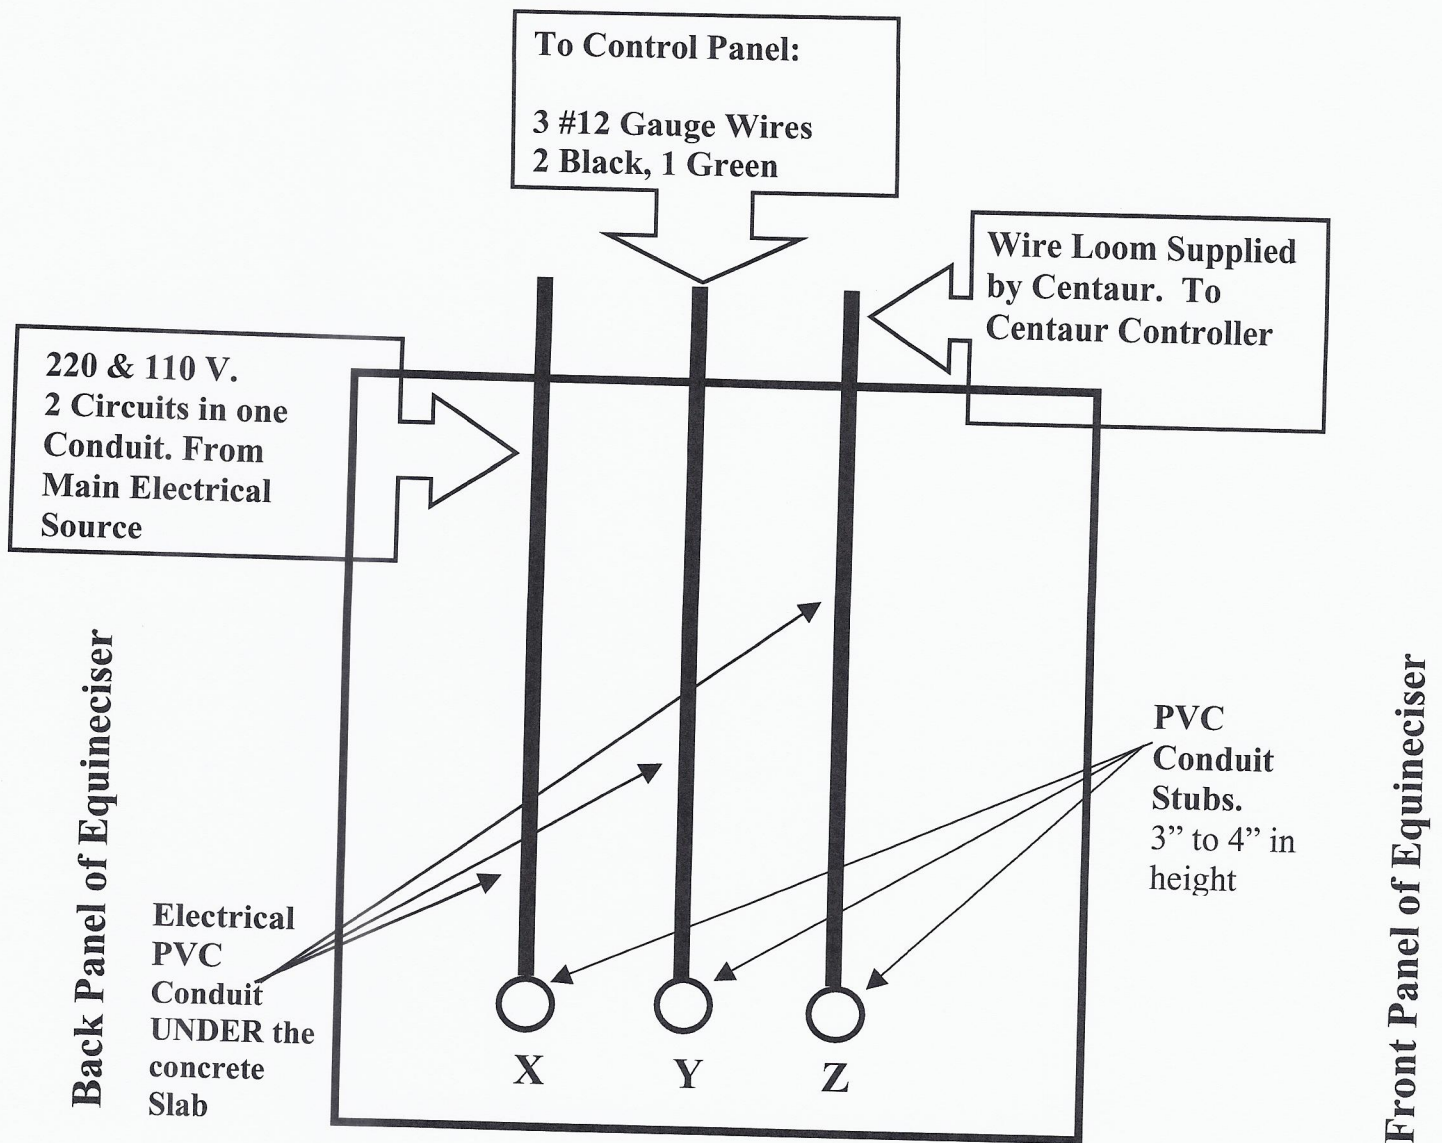 To Control Panel:
3 #12 Gauge Wires
2 Black, 1 Green
Wire Loom Supplied
by Centaur. To
Centaur Controller
220 & 110 V.
2 Circuits in one
Conduit. From
Main Electrical
Source
Back Panel of Equineciser
Front Panel of Equineciser
PVC
Conduit
Stubs.
3” to 4” in
height
Electrical
PVC
Conduit
UNDER the
concrete
Slab
X Y Z